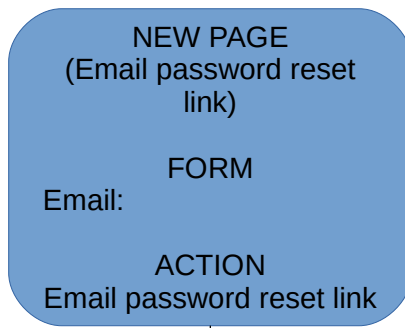 NEW PAGE
(Email password reset
link)
FORM
Email:
ACTION
Email password reset link